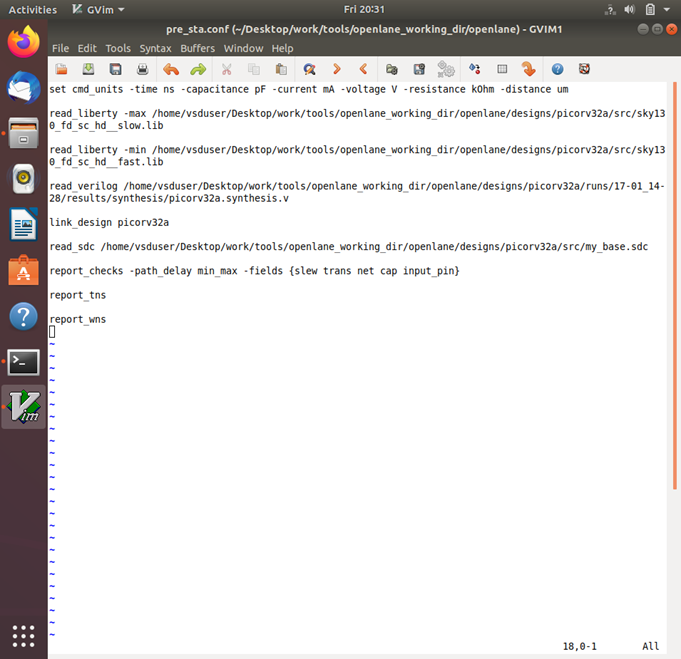 Activities GVim Fri 20:31
pre_sta.conf (~/Desktop/work/tools/openlane_working_dir/openlane) - GVIM1
File Edit Tools Syntax Buffers Window Help
set cmd_units -time ns -capacitance pF -current mA -voltage V -resistance kOhm -distance um
read_liberty -max /home/vsduser/Desktop/work/tools/openlane_working_dir/openlane/designs/picorv32a/src/sky13
0_fd_sc_hd__slow.lib
read_liberty -min /home/vsduser/Desktop/work/tools/openlane_working_dir/openlane/designs/picorv32a/src/sky13
0_fd_sc_hd__fast.lib
read_verilog /home/vsduser/Desktop/work/tools/openlane_working_dir/openlane/designs/picorv32a/runs/17-01_14-
28/results/synthesis/picorv32a.synthesis.v
link_design picorv32a
read_sdc /home/vsduser/Desktop/work/tools/openlane_working_dir/openlane/designs/picorv32a/src/my_base.sdc
report_checks -path_delay min_max -fields {slew trans net cap input_pin}
report_tns
report_wns
18,0-1 All